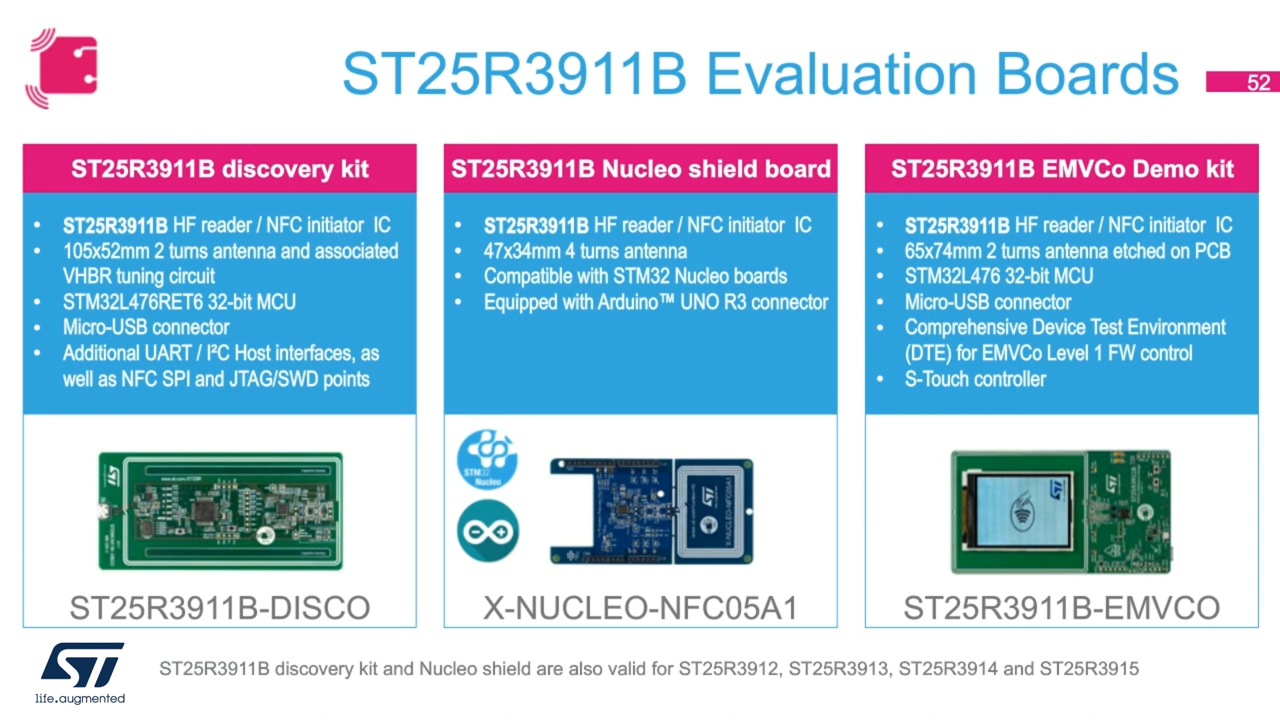 ST25R3911B Evaluation Boards
52
ST25R3911B discovery kit
• ST25R3911B HF reader / NFC initiator IC
• 105x52mm 2 turns antenna and associated
VHBR tuning circuit
• STM32L476RET6 32-bit MCU
• Micro-USB connector
• Additional UART / I²C Host interfaces, as
well as NFC SPI and JTAG/SWD points
ST25R3911B-DISCO
ST25R3911B Nucleo shield board
• ST25R3911B HF reader / NFC initiator IC
• 47x34mm 4 turns antenna
• Compatible with STM32 Nucleo boards
• Equipped with Arduino™ UNO R3 connector
STM32
Nucleo
ST
X-NUCLEO-NFC05A1
X-NUCLEO-NFC05A1
ST25R3911B EMVCo Demo kit
• ST25R3911B HF reader / NFC initiator IC
• 65x74mm 2 turns antenna etched on PCB
• STM32L476 32-bit MCU
• Micro-USB connector
• Comprehensive Device Test Environment
(DTE) for EMVCo Level 1 FW control
• S-Touch controller
ST25R3911B-EMVCO
ST
life.augmented
ST25R3911B discovery kit and Nucleo shield are also valid for ST25R3912, ST25R3913, ST25R3914 and ST25R3915